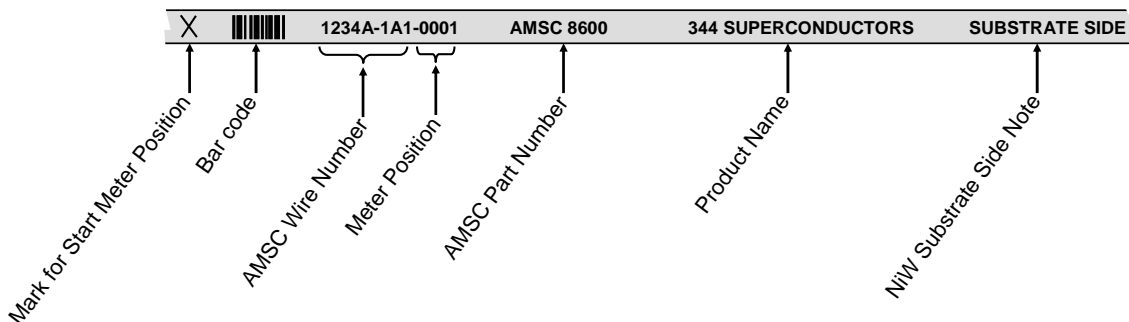 X 1234A-1A1-0001 AMSC 8600 344 SUPERCONDUCTORS SUBSTRATE SIDE
Mark for Start Meter Position
Bar code
AMSC Wire Number
Meter Position
AMSC Part Number
Product Name
NiW Substrate Side Note